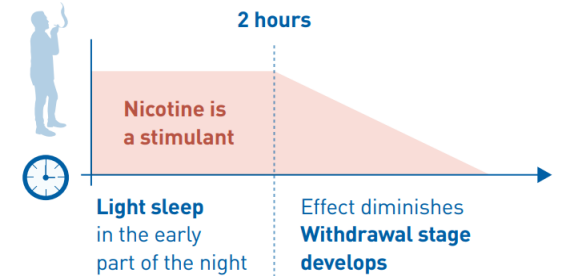 2 hours
Nicotine is
a stimulant
Light sleep
in the early
part of the night
Effect diminishes
Withdrawal stage
develops